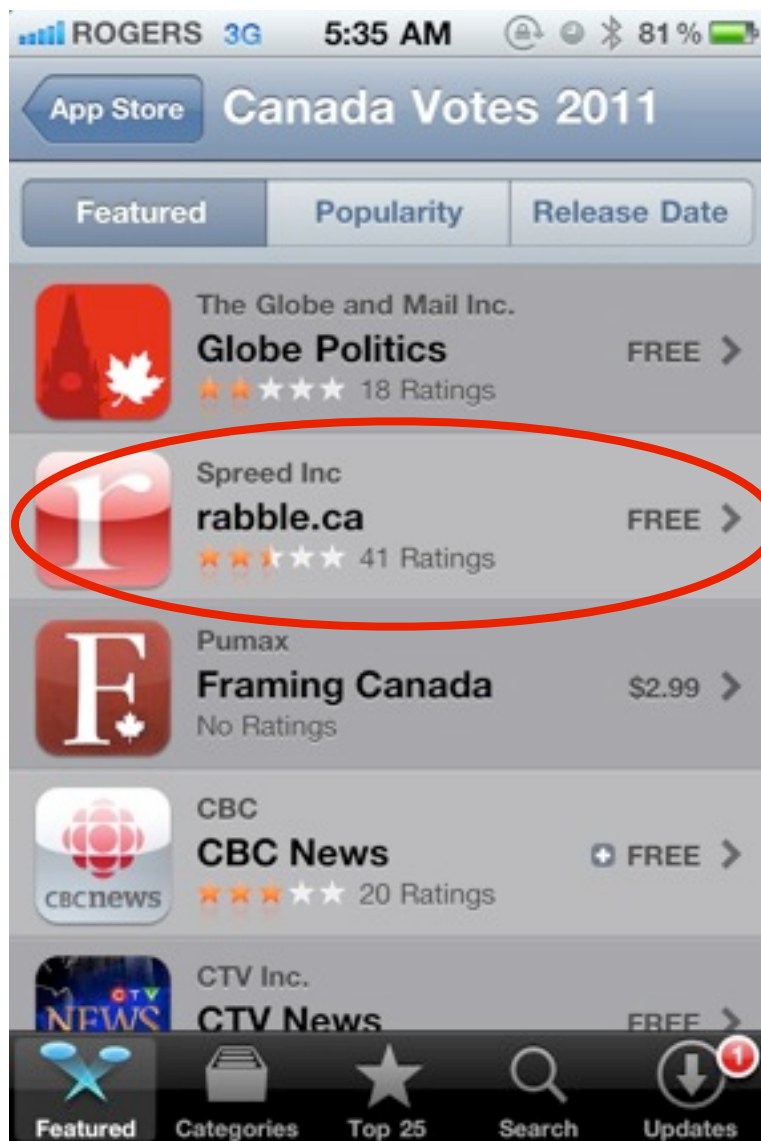 ROGERS 3G 5:35 AM 81%
App Store Canada Votes 2011
Featured Popularity Release Date
The Globe and Mail Inc.
Globe Politics FREE
18 Ratings
r
Spreed Inc
rabble.ca FREE
41 Ratings
F
Pumax
Framing Canada $2.99
No Ratings
CBC
CBC News FREE
cbcnews
20 Ratings
CTV Inc.
CTV
NEWS
CTV News FREE
1
Featured Categories Top 25 Search Updates